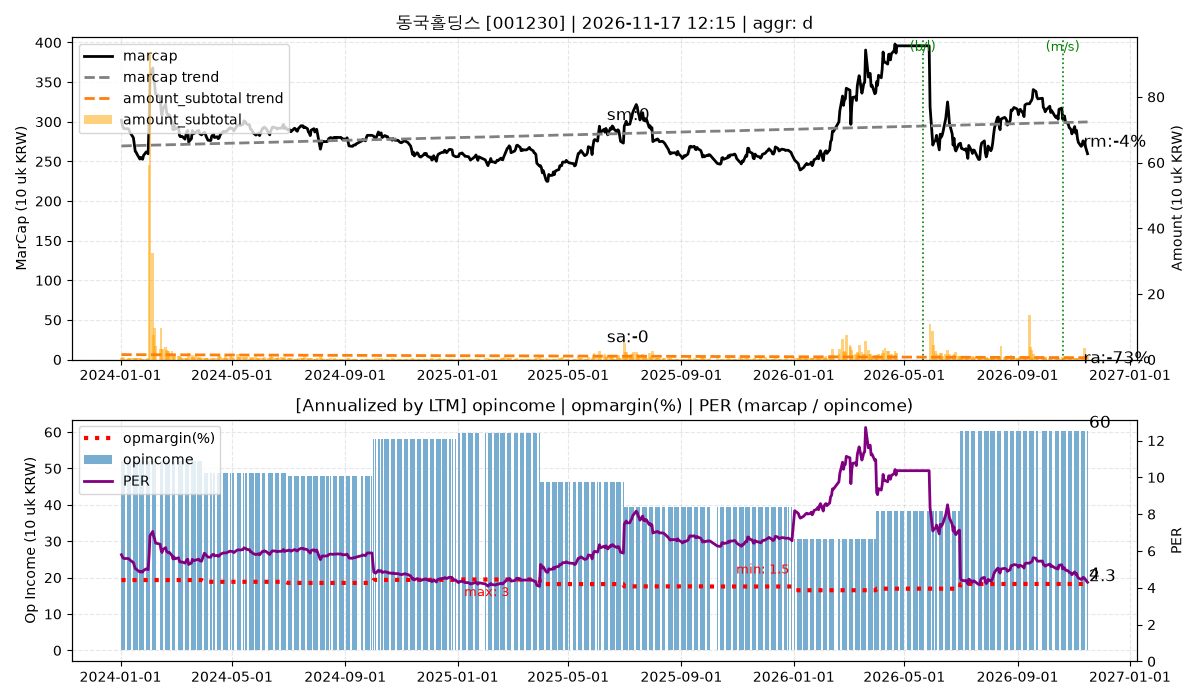 동국홀딩스 [001230] | 2026-11-17 12:15 | aggr: d
MarCap (10 uk KRW)
400
350
300
250
200
150
100
50
0
marcap
marcap trend
amount_subtotal trend
amount_subtotal
sm:0
sa:-0
(b/l)
(m/s)
rm:-4%
ra:-73%
80
60
40
20
0
Amount (10 uk KRW)
2024-01-01 2024-05-01 2024-09-01 2025-01-01 2025-05-01 2025-09-01 2026-01-01 2026-05-01 2026-09-01 2027-01-01
[Annualized by LTM] opincome | opmargin(%) | PER (marcap / opincome)
Op Income (10 uk KRW)
60
50
40
30
20
10
0
opmargin(%)
opincome
PER
max: 3
min: 1.5
60
4
2.3
12
10
8
6
4
2
0
PER
2024-01-01 2024-05-01 2024-09-01 2025-01-01 2025-05-01 2025-09-01 2026-01-01 2026-05-01 2026-09-01 2027-01-01